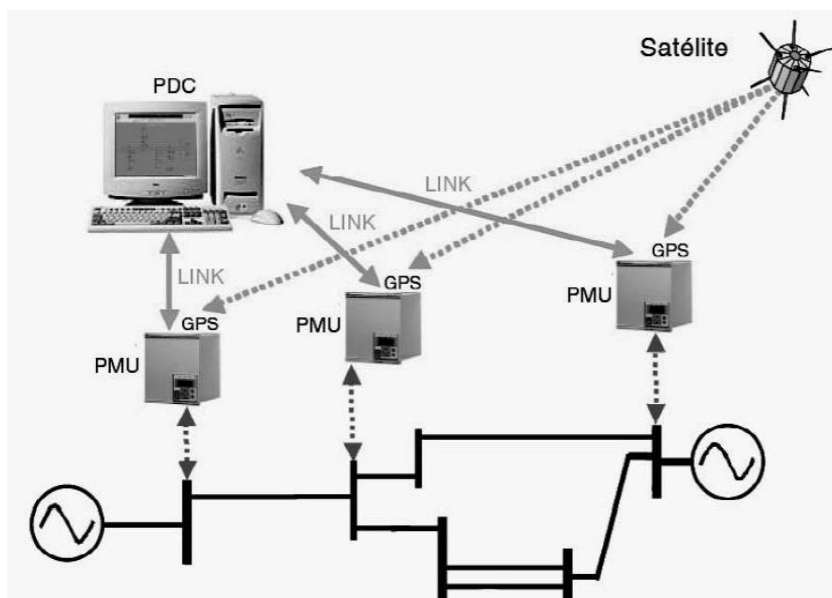 Satélite
PDC
LINK
LINK
LINK
GPS
PMU
GPS
PMU
GPS
PMU